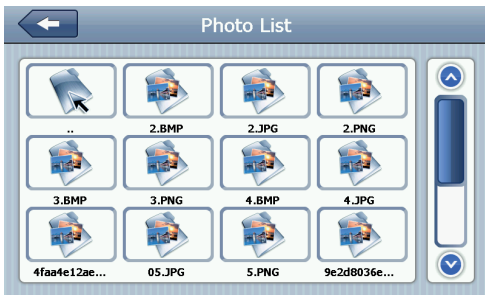 Photo List
.. 2.BMP 2.JPG 2.PNG
3.BMP 3.PNG 4.BMP 4.JPG
4faa4e12ae... 05.JPG 5.PNG 9e2d8036e...